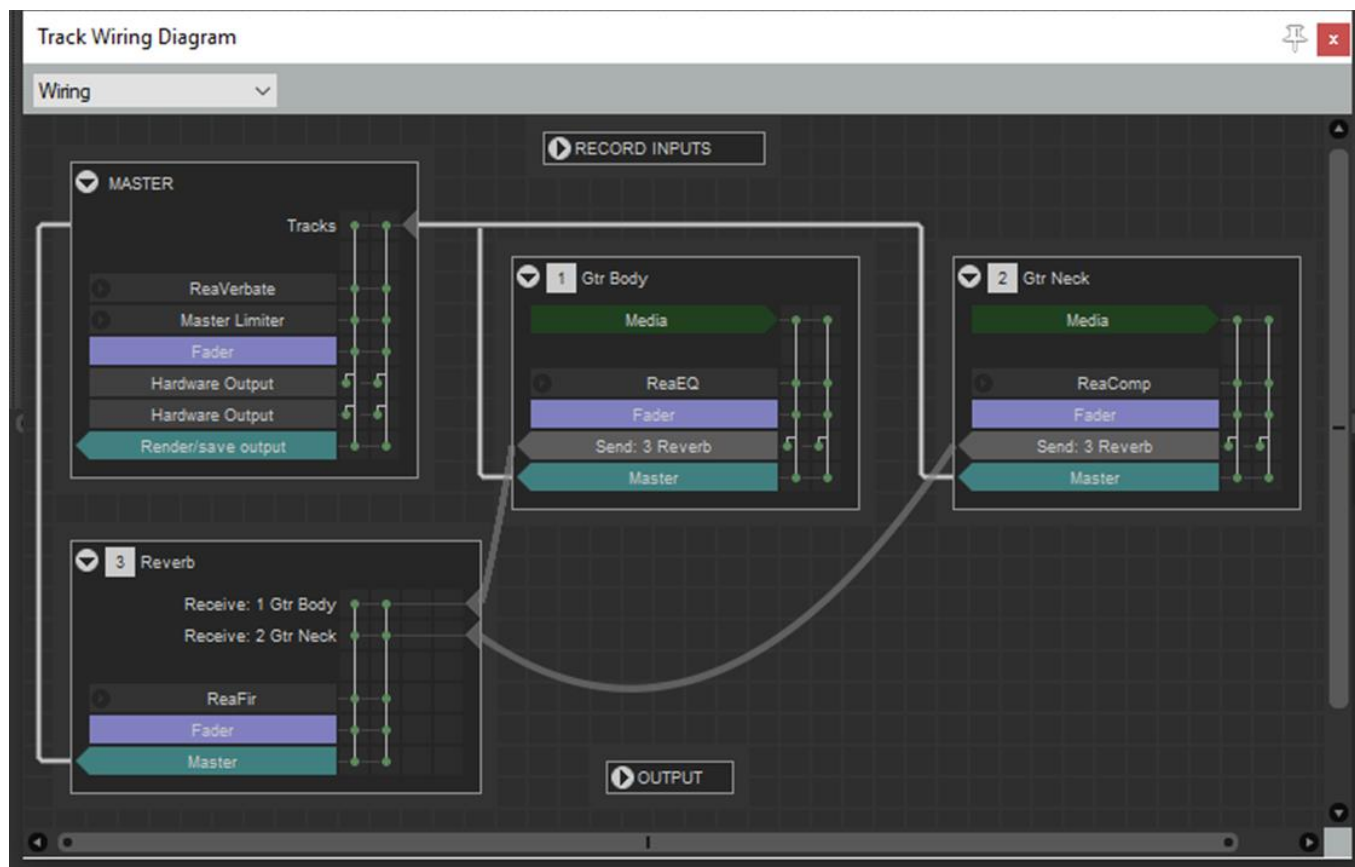 Track Wiring Diagram
x
Wiring
RECORD INPUTS
MASTER
Tracks
ReaVerbate
Master Limiter
Fader
Hardware Output
Hardware Output
Render/save output
1 Gtr Body
Media
ReaEQ
Fader
Send: 3 Reverb
Master
2 Gtr Neck
Media
ReaComp
Fader
Send: 3 Reverb
Master
3 Reverb
Receive: 1 Gtr Body
Receive: 2 Gtr Neck
ReaFir
Fader
Master
OUTPUT